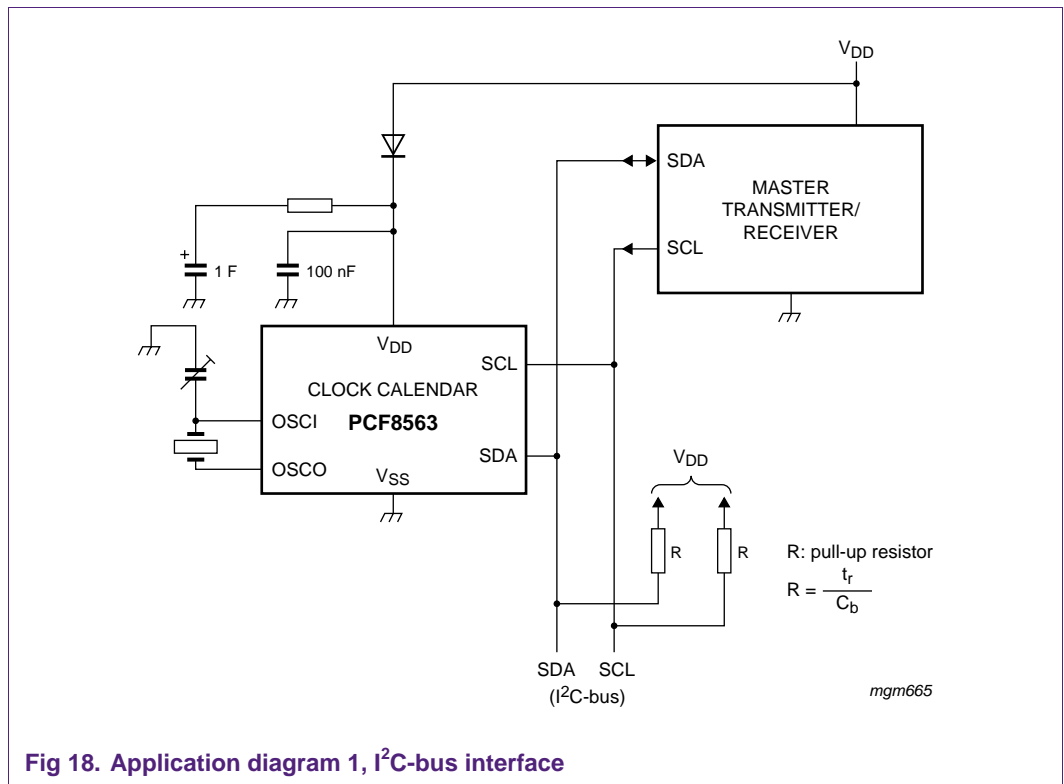 VDD
SDA
MASTER
TRANSMITTER/
RECEIVER
SCL
+
1 F
100 nF
VDD
SCL
CLOCK CALENDAR
PCF8563
OSCI
SDA
OSCO
VSS
VDD
R
R
R: pull-up resistor
R = tr
Cb
SDA SCL
(I2C-bus)
mgm665
Fig 18. Application diagram 1, I2C-bus interface